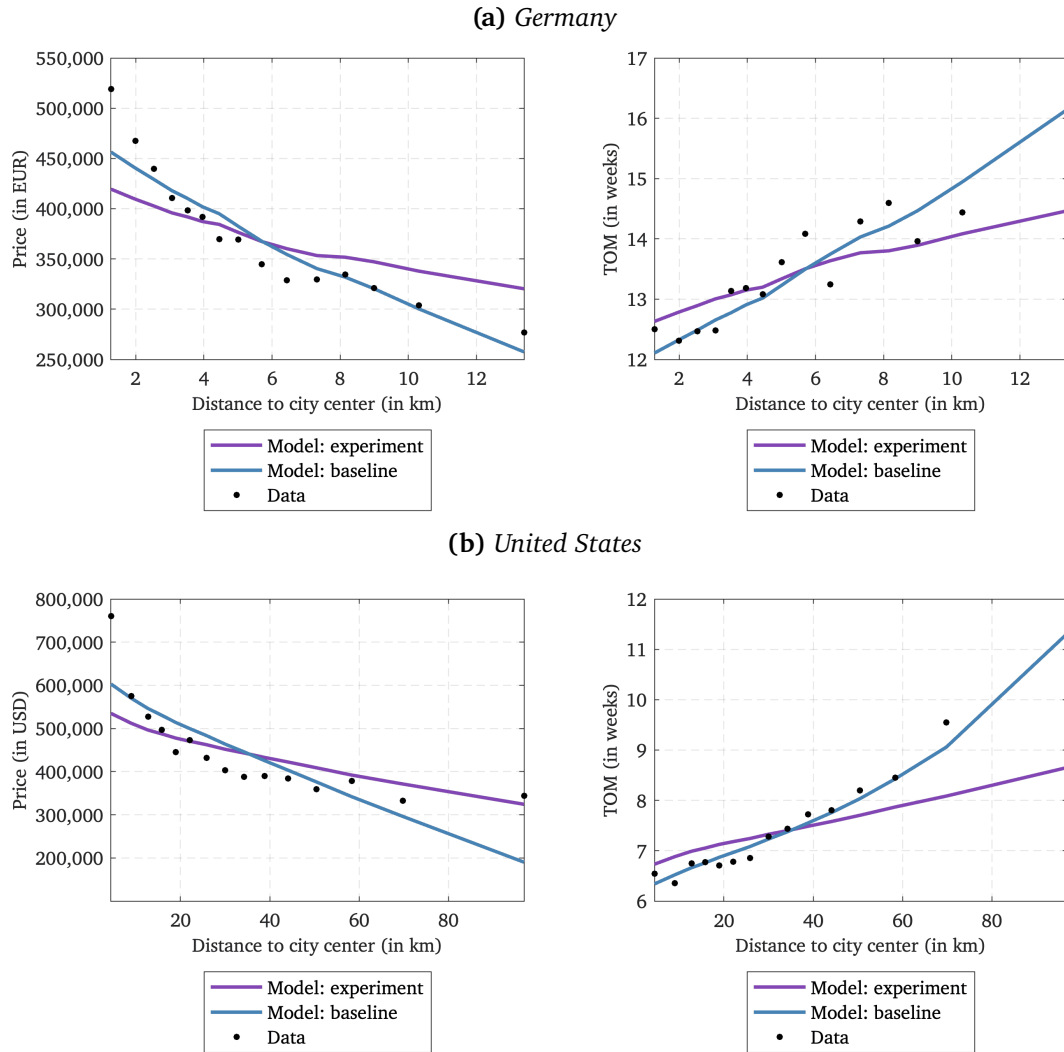 (a) Germany
550,000
500,000
450,000
400,000
350,000
300,000
250,000
Price (in EUR)
2 4 6 8 10 12
Distance to city center (in km)
Model: experiment
Model: baseline
Data
17
16
15
14
13
12
TOM (in weeks)
2 4 6 8 10 12
Distance to city center (in km)
Model: experiment
Model: baseline
Data
(b) United States
800,000
700,000
600,000
500,000
400,000
300,000
200,000
Price (in USD)
20 40 60 80
Distance to city center (in km)
Model: experiment
Model: baseline
Data
12
11
10
9
8
7
6
TOM (in weeks)
20 40 60 80
Distance to city center (in km)
Model: experiment
Model: baseline
Data